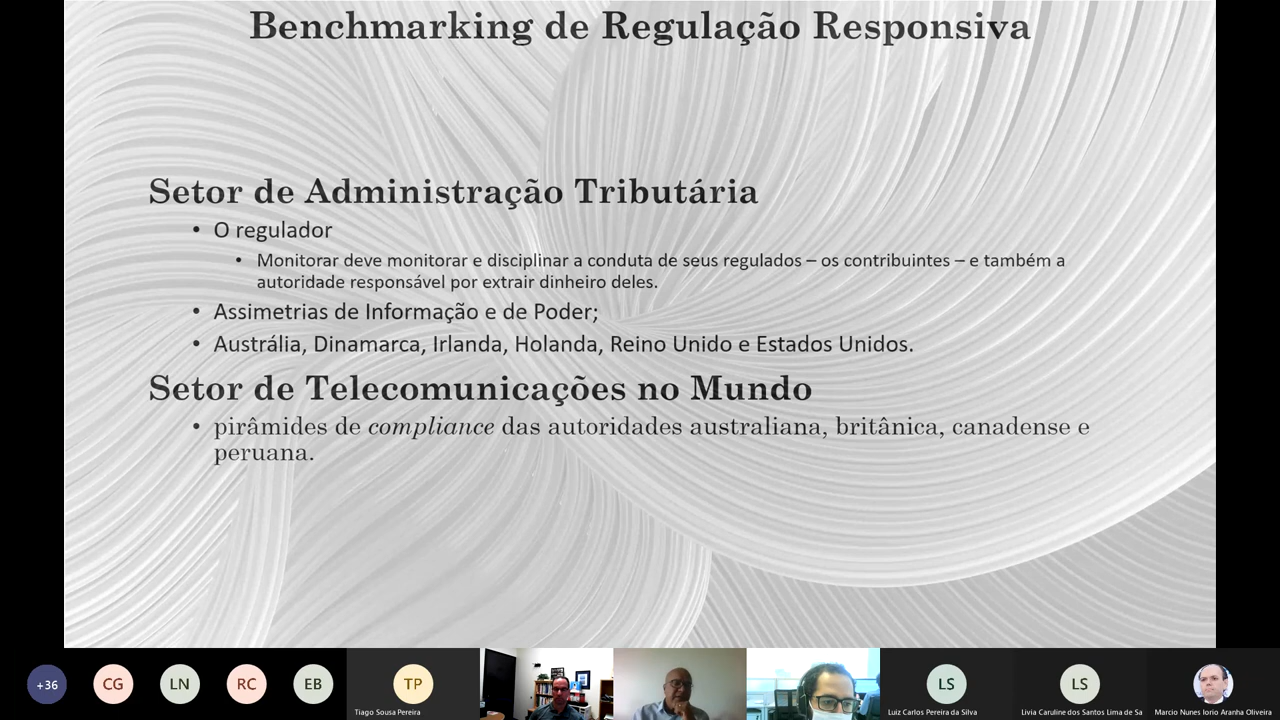 Benchmarking de Regulação Responsiva
Setor de Administração Tributária
• O regulador
• Monitorar deve monitorar e disciplinar a conduta de seus regulados – os contribuintes – e também a
autoridade responsável por extrair dinheiro deles.
• Assimetrias de Informação e de Poder;
• Austrália, Dinamarca, Irlanda, Holanda, Reino Unido e Estados Unidos.
Setor de Telecomunicações no Mundo
• pirâmides de compliance das autoridades australiana, britânica, canadense e
peruana.
+36
CG
LN
RC
EB
TP
LS
LS
Tiago Sousa Pereira
Luiz Carlos Pereira da Silva
Livia Caruline dos Santos Lima de Sa
Marcio Nunes Iorio Aranha Oliveira